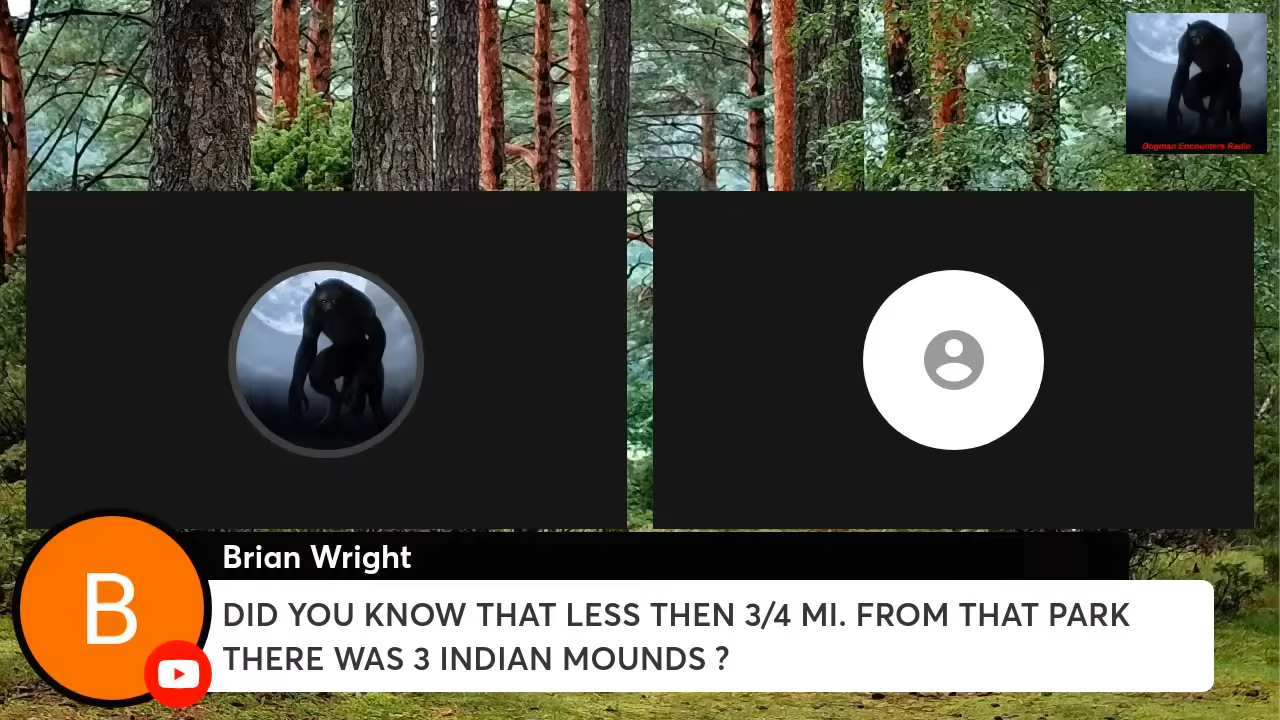 Dogman Encounters Radio
B
Brian Wright
DID YOU KNOW THAT LESS THEN 3/4 MI. FROM THAT PARK
THERE WAS 3 INDIAN MOUNDS ?